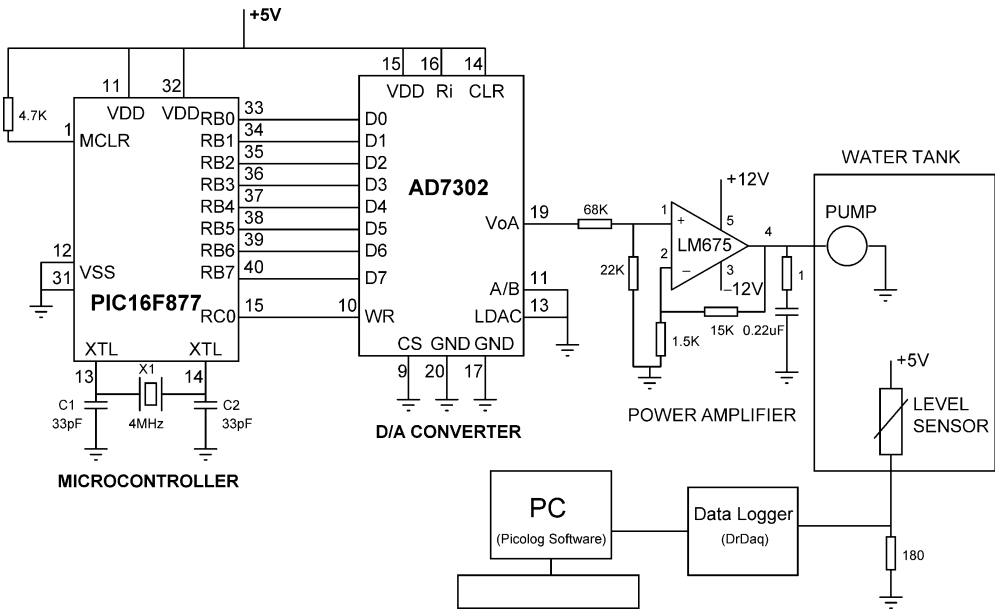 +5V
15 16 14
11 32
VDD Ri CLR
4.7K
VDD VDD
33
RB0 D0
1
MCLR
34
RB1 D1
35
RB2 D2
36
RB3 D3
37
RB4 D4
38
RB5 D5
39
RB6 D6
40
RB7 D7
12
VSS
31
PIC16F877
15 10
RC0 WR
XTL XTL
13 X1 14
C1 C2
33pF 4MHz 33pF
MICROCONTROLLER
AD7302
VoA
19
A/B
11
LDAC
13
CS GND GND
9 20 17
D/A CONVERTER
68K
22K
+12V
1
+
5
LM675
4
2
–
3
–12V
15K
1.5K
1
0.22uF
POWER AMPLIFIER
WATER TANK
PUMP
+5V
LEVEL
SENSOR
PC
(Picolog Software)
Data Logger
(DrDaq)
180